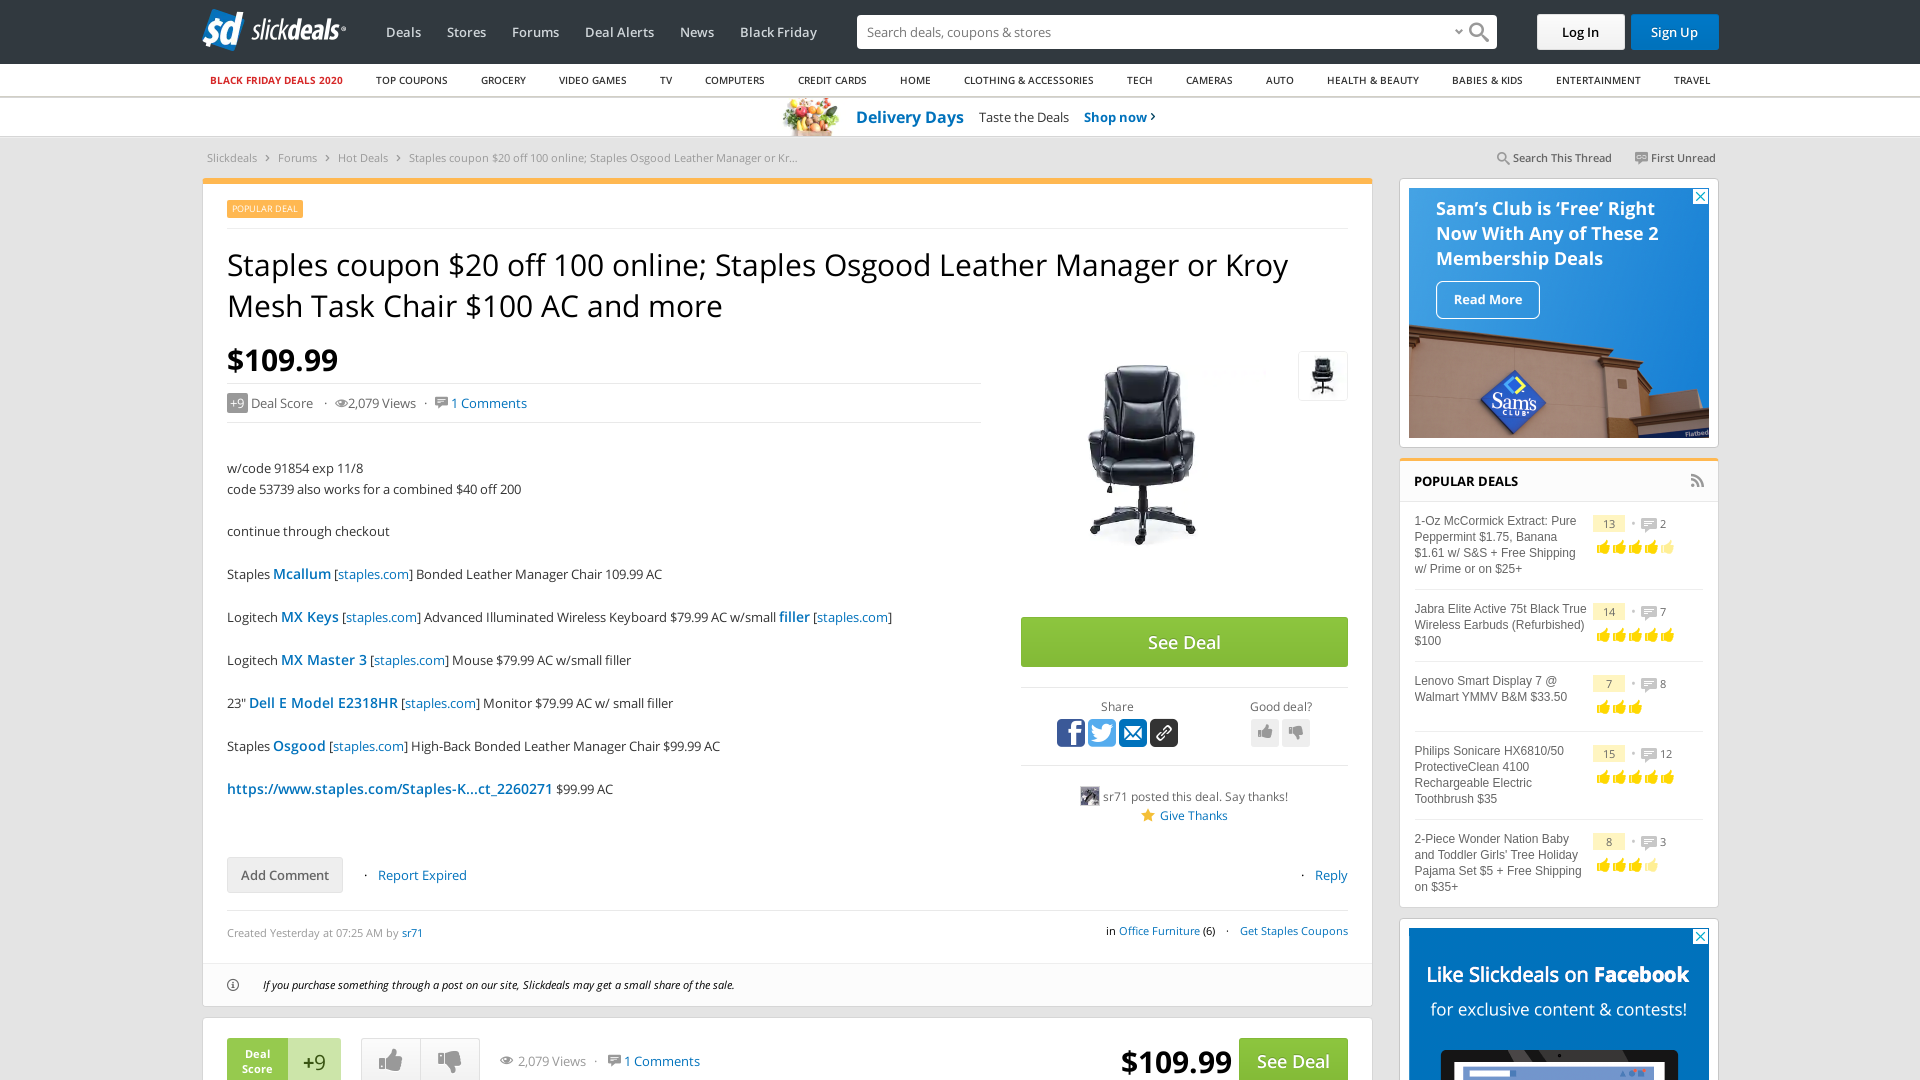 slickdeals
Deals
Stores
Forums
Deal Alerts
News
Black Friday
Search deals, coupons & stores
Log In
Sign Up
BLACK FRIDAY DEALS 2020
TOP COUPONS
GROCERY
VIDEO GAMES
TV
COMPUTERS
CREDIT CARDS
HOME
CLOTHING & ACCESSORIES
TECH
CAMERAS
AUTO
HEALTH & BEAUTY
BABIES & KIDS
ENTERTAINMENT
TRAVEL
Delivery Days Taste the Deals Shop now
Slickdeals > Forums > Hot Deals > Staples coupon $20 off 100 online; Staples Osgood Leather Manager or Kr...
Search This Thread
First Unread
POPULAR DEAL
Staples coupon $20 off 100 online; Staples Osgood Leather Manager or Kroy
Mesh Task Chair $100 AC and more
$109.99
+9 Deal Score · 2,079 Views · 1 Comments
w/code 91854 exp 11/8
code 53739 also works for a combined $40 off 200
continue through checkout
Staples Mcallum [staples.com] Bonded Leather Manager Chair 109.99 AC
Logitech MX Keys [staples.com] Advanced Illuminated Wireless Keyboard $79.99 AC w/small filler [staples.com]
Logitech MX Master 3 [staples.com] Mouse $79.99 AC w/small filler
23" Dell E Model E2318HR [staples.com] Monitor $79.99 AC w/ small filler
Staples Osgood [staples.com] High-Back Bonded Leather Manager Chair $99.99 AC
https://www.staples.com/Staples-K...ct_2260271 $99.99 AC
See Deal
Share
Good deal?
sr71 posted this deal. Say thanks!
Give Thanks
Add Comment
· Report Expired
· Reply
Created Yesterday at 07:25 AM by sr71
in Office Furniture (6) · Get Staples Coupons
If you purchase something through a post on our site, Slickdeals may get a small share of the sale.
Deal
Score
+9
2,079 Views · 1 Comments
$109.99
See Deal
Sam's Club is 'Free' Right
Now With Any of These 2
Membership Deals
Read More
Sam's
CLUB
Flatbed
POPULAR DEALS
1-Oz McCormick Extract: Pure
Peppermint $1.75, Banana
$1.61 w/ S&S + Free Shipping
w/ Prime or on $25+
13 · 2
Jabra Elite Active 75t Black True
Wireless Earbuds (Refurbished)
$100
14 · 7
Lenovo Smart Display 7 @
Walmart YMMV B&M $33.50
7 · 8
Philips Sonicare HX6810/50
ProtectiveClean 4100
Rechargeable Electric
Toothbrush $35
15 · 12
2-Piece Wonder Nation Baby
and Toddler Girls' Tree Holiday
Pajama Set $5 + Free Shipping
on $35+
8 · 3
Like Slickdeals on Facebook
for exclusive content & contests!